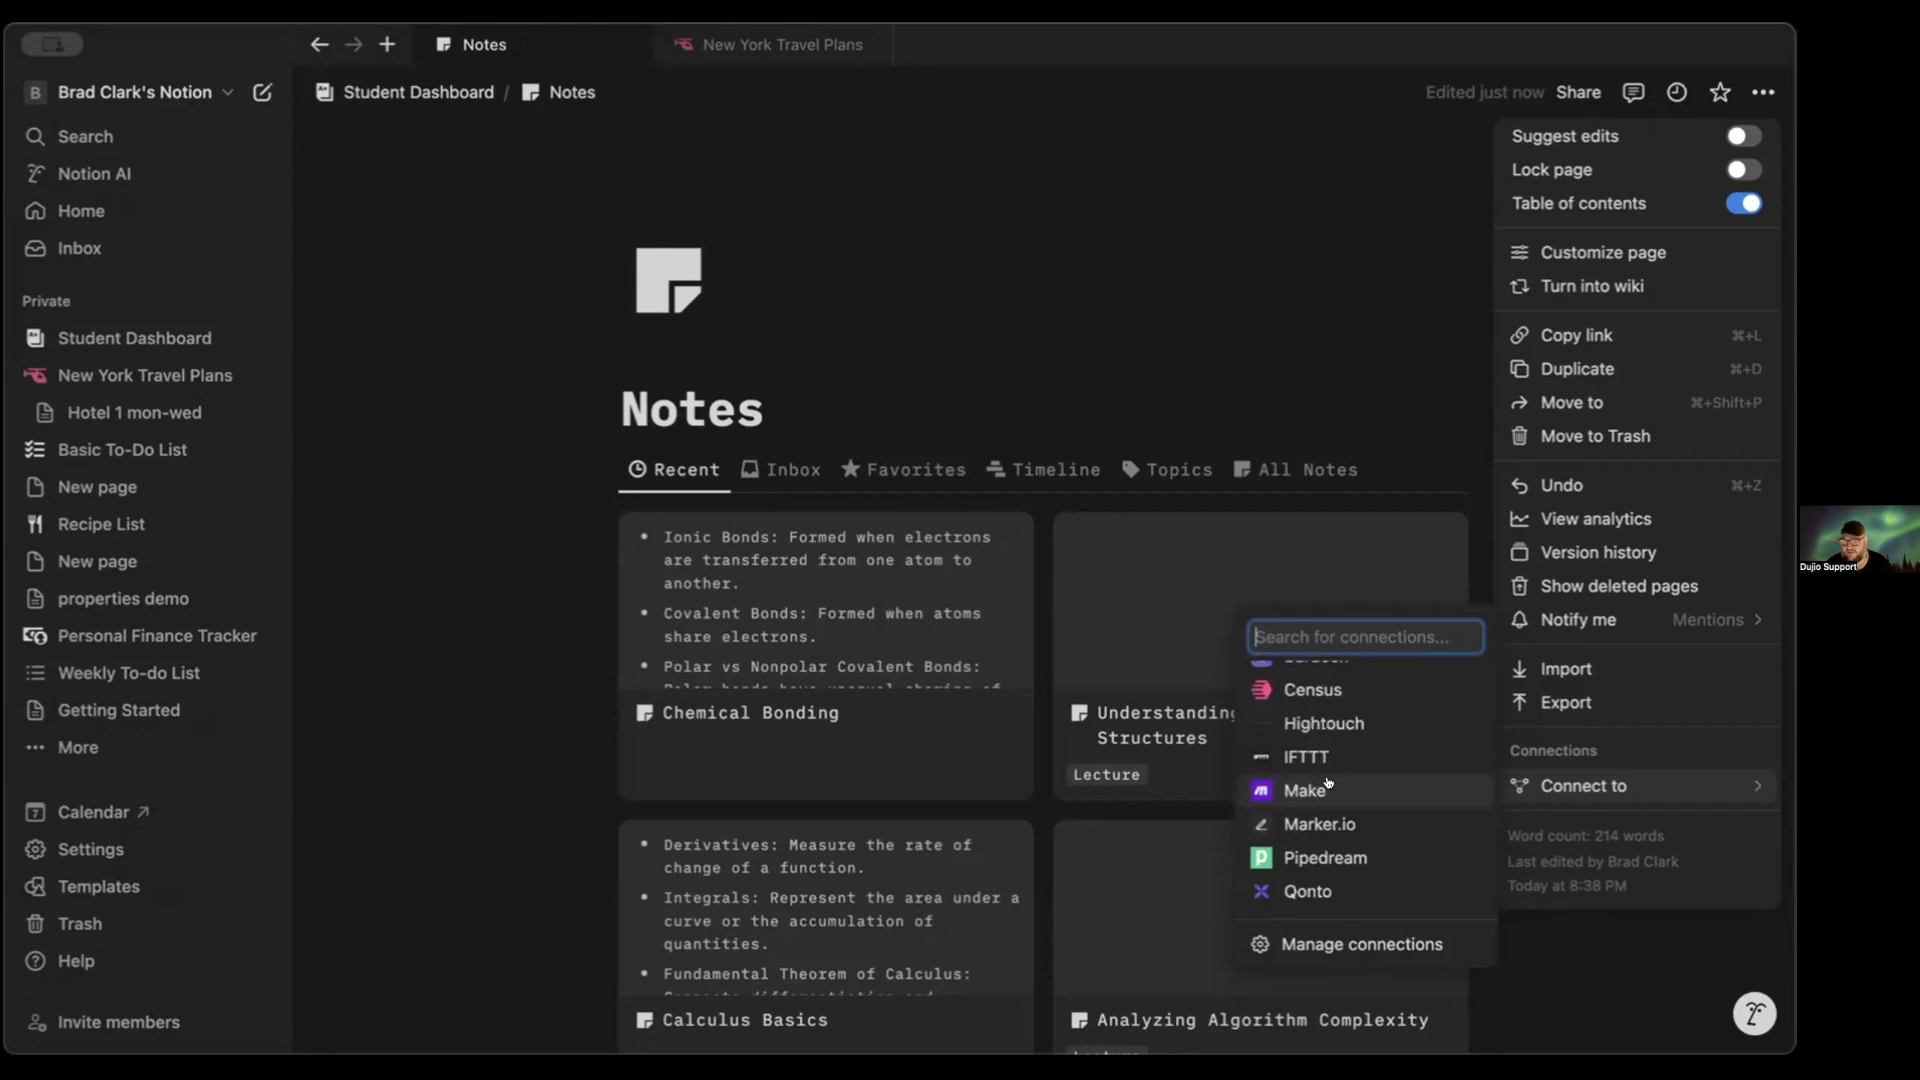 Notes
New York Travel Plans
B Brad Clark's Notion
Student Dashboard / Notes
Edited just now Share
Search
Notion AI
Home
Inbox
Private
Student Dashboard
New York Travel Plans
Hotel 1 mon-wed
Basic To-Do List
New page
Recipe List
New page
properties demo
Personal Finance Tracker
Weekly To-do List
Getting Started
More
Calendar
Settings
Templates
Trash
Help
Invite members
Notes
Recent Inbox Favorites Timeline Topics All Notes
Ionic Bonds: Formed when electrons
are transferred from one atom to
another.
Covalent Bonds: Formed when atoms
share electrons.
Polar vs Nonpolar Covalent Bonds:
Chemical Bonding
Understanding
Structures
Lecture
Derivatives: Measure the rate of
change of a function.
Integrals: Represent the area under a
curve or the accumulation of
quantities.
Fundamental Theorem of Calculus:
Calculus Basics
Analyzing Algorithm Complexity
Search for connections...
Census
Hightouch
IFTTT
Make
Marker.io
Pipedream
Qonto
Manage connections
Suggest edits
Lock page
Table of contents
Customize page
Turn into wiki
Copy link ⌘+L
Duplicate ⌘+D
Move to ⌘+Shift+P
Move to Trash
Undo ⌘+Z
View analytics
Version history
Show deleted pages
Notify me Mentions
Import
Export
Connections
Connect to
Word count: 214 words
Last edited by Brad Clark
Today at 8:38 PM
Dujio Support